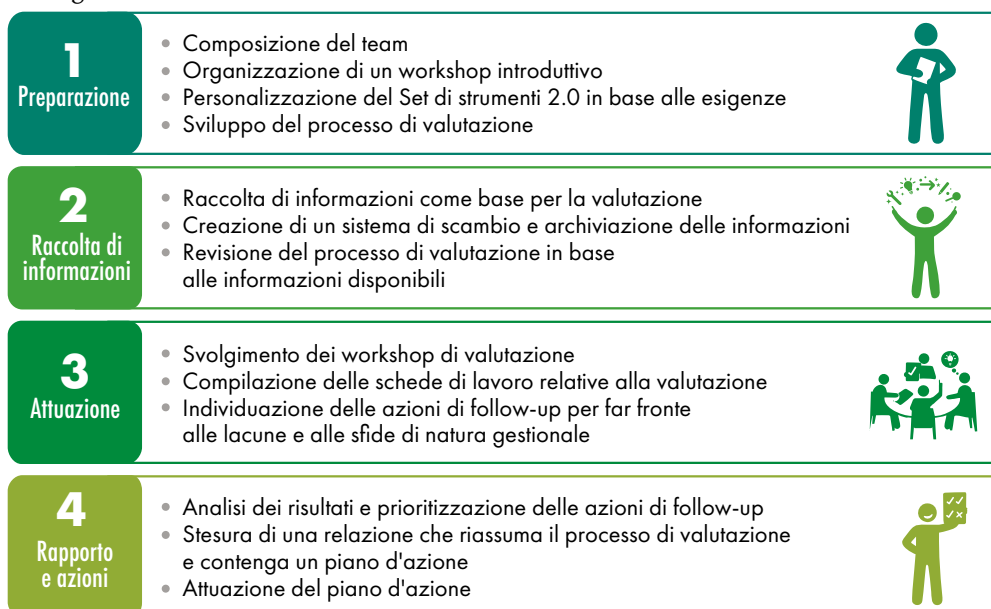 1
Preparazione
• Composizione del team
• Organizzazione di un workshop introduttivo
• Personalizzazione del Set di strumenti 2.0 in base alle esigenze
• Sviluppo del processo di valutazione
2
Raccolta di
informazioni
• Raccolta di informazioni come base per la valutazione
• Creazione di un sistema di scambio e archiviazione delle informazioni
• Revisione del processo di valutazione in base
alle informazioni disponibili
3
Attuazione
• Svolgimento dei workshop di valutazione
• Compilazione delle schede di lavoro relative alla valutazione
• Individuazione delle azioni di follow-up per far fronte
alle lacune e alle sfide di natura gestionale
4
Rapporto
e azioni
• Analisi dei risultati e prioritizzazione delle azioni di follow-up
• Stesura di una relazione che riassuma il processo di valutazione
e contenga un piano d'azione
• Attuazione del piano d'azione